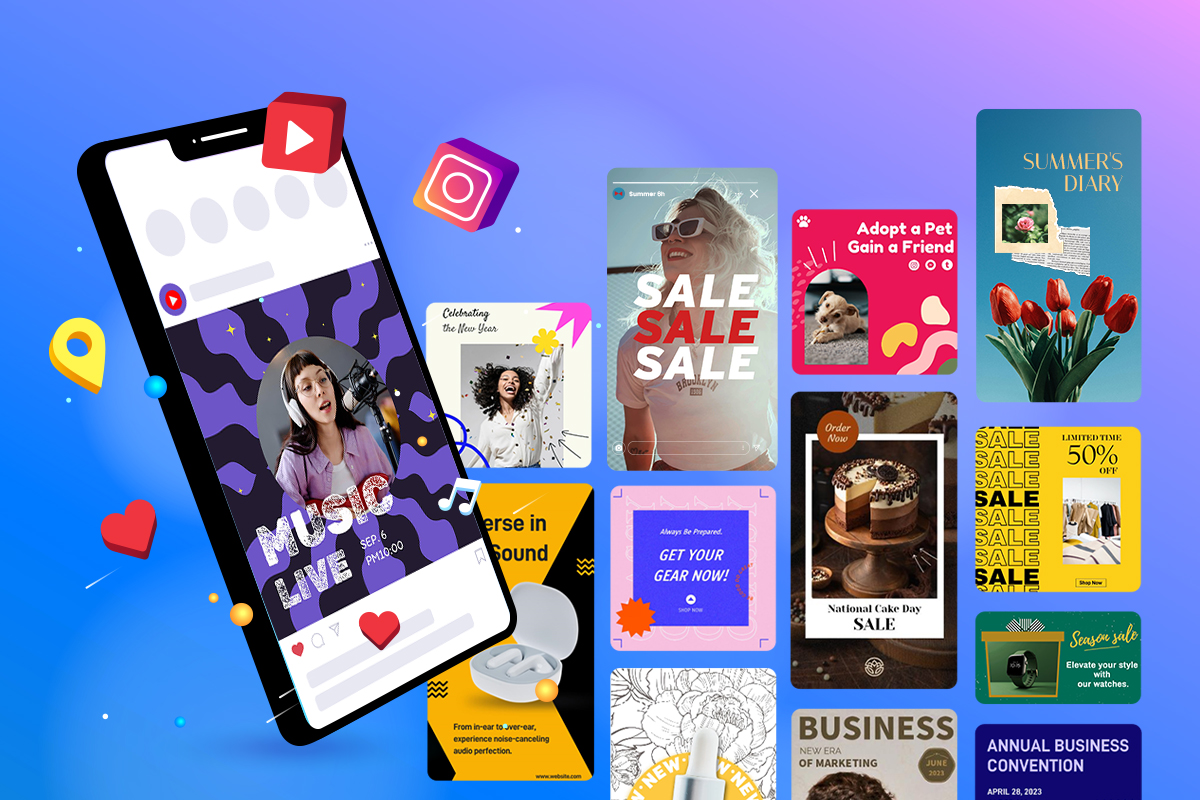 MUSIC
LIVE
SEP. 6
PM10:00
Celebrating
the New Year
erse in
Sound
From in-ear to over-ear,
experience noise-canceling
audio perfection.
www.website.com
Summer 6h
SALE
SALE
SALE
BROOKLYN
Always Be Prepared.
GET YOUR
GEAR NOW!
SHOP NOW
NEW
NEW
Adopt a Pet
Gain a Friend
Order
Now
National Cake Day
SALE
BUSINESS
NEW ERA
OF MARKETING
JUNE
2023
SUMMER'S
DIARY
SALE
SALE
SALE
SALE
SALE
SALE
SALE
SALE
LIMITED TIME
50%
OFF
Shop Now
Season sale
Elevate your style
with
our watches.
ANNUAL BUSINESS
CONVENTION
APRIL 28, 2023